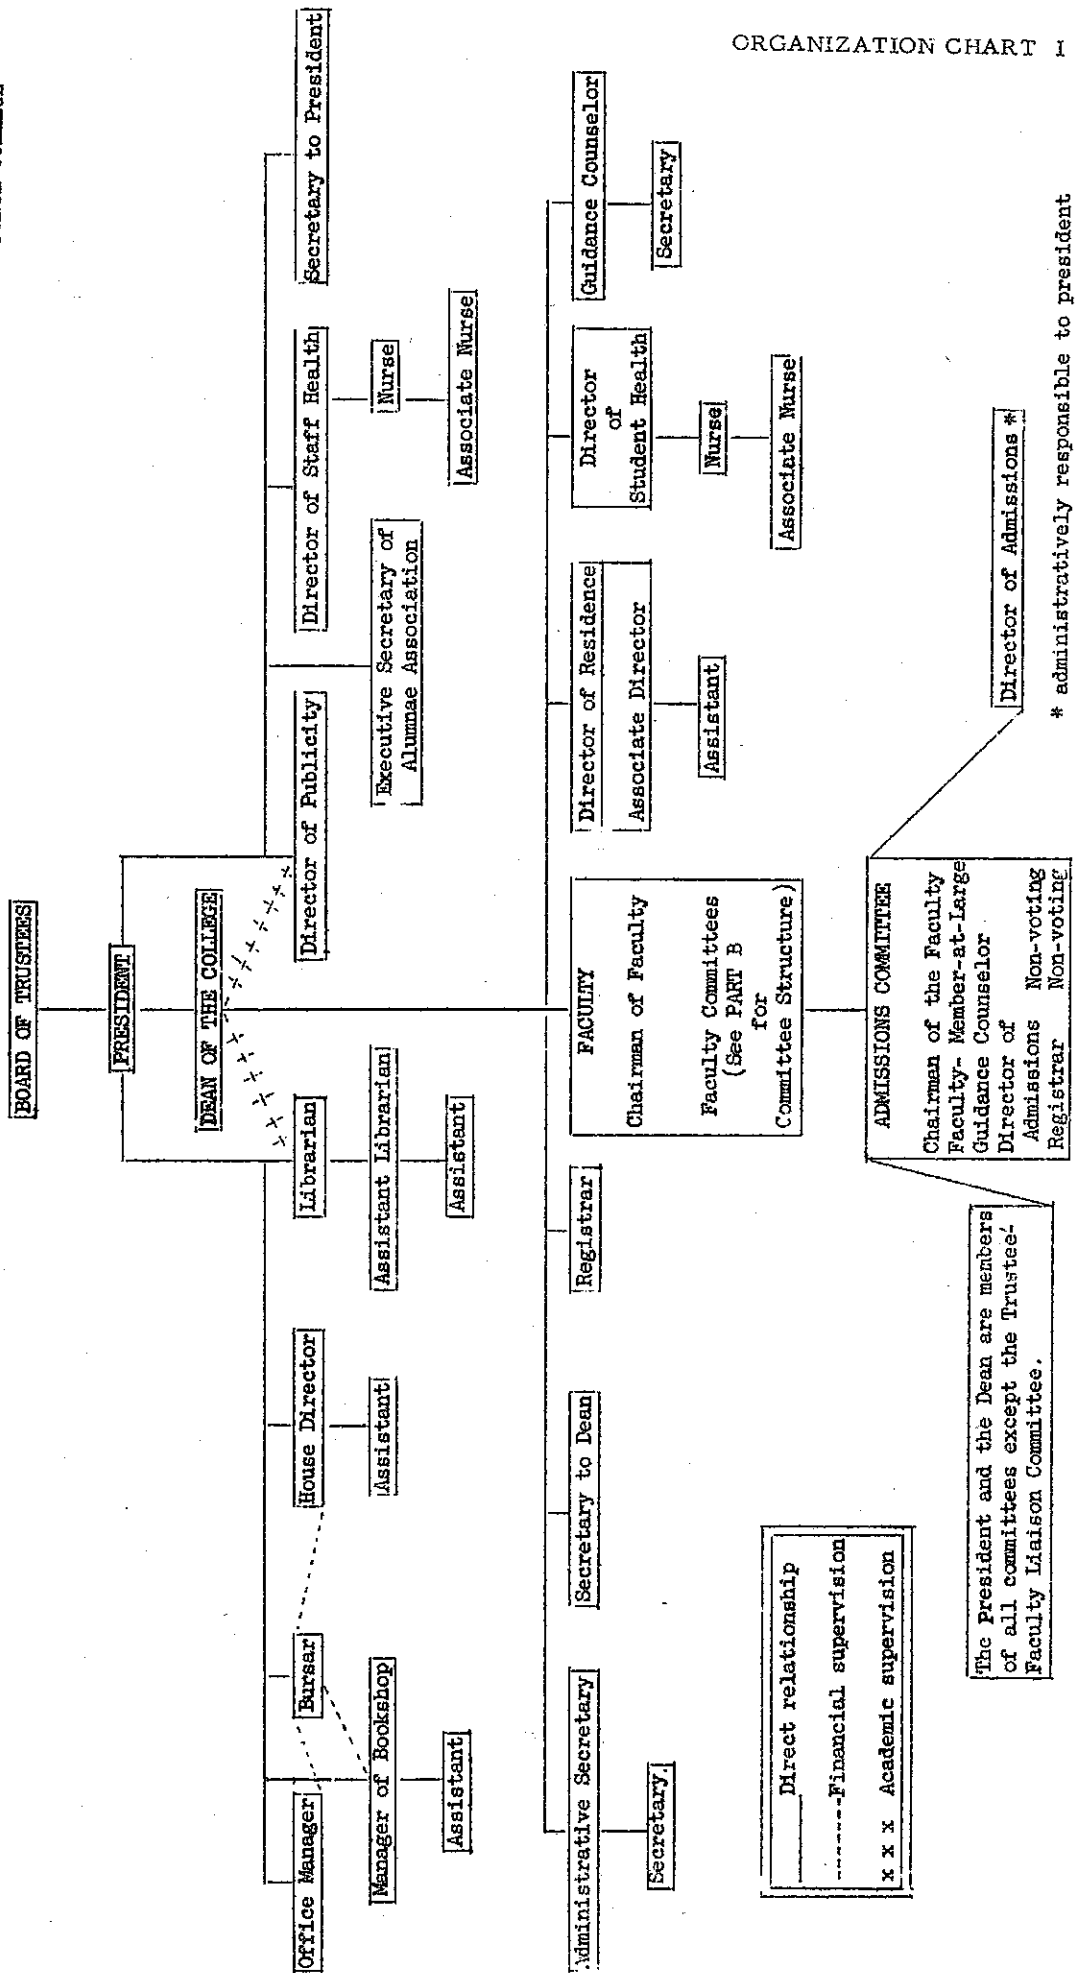 ORGANIZATION CHART I
BOARD OF TRUSTEES
PRESIDENT
DEAN OF THE COLLEGE
Office Manager
Bursar
House Director
Librarian
Director of Publicity
Director of Staff Health
Secretary to President
Manager of Bookshop
Assistant
Assistant Librarian
Executive Secretary of
Alumnae Association
Nurse
Assistant
Assistant
Associate Nurse
Administrative Secretary
Secretary to Dean
Registrar
FACULTY
Chairman of Faculty
Faculty Committees
(See PART B
for
Committee Structure)
Director of Residence
Associate Director
Director
of
Student Health
Guidance Counselor
Secretary
Assistant
Nurse
Secretary
Associate Nurse
Direct relationship
------Financial supervision
x x x Academic supervision
ADMISSIONS COMMITTEE
Chairman of the Faculty
Faculty- Member-at-Large
Guidance Counselor
Director of
Admissions Non-voting
Registrar Non-voting
The President and the Dean are members
of all committees except the Trustee-
Faculty Liaison Committee.
Director of Admissions *
* administratively responsible to president